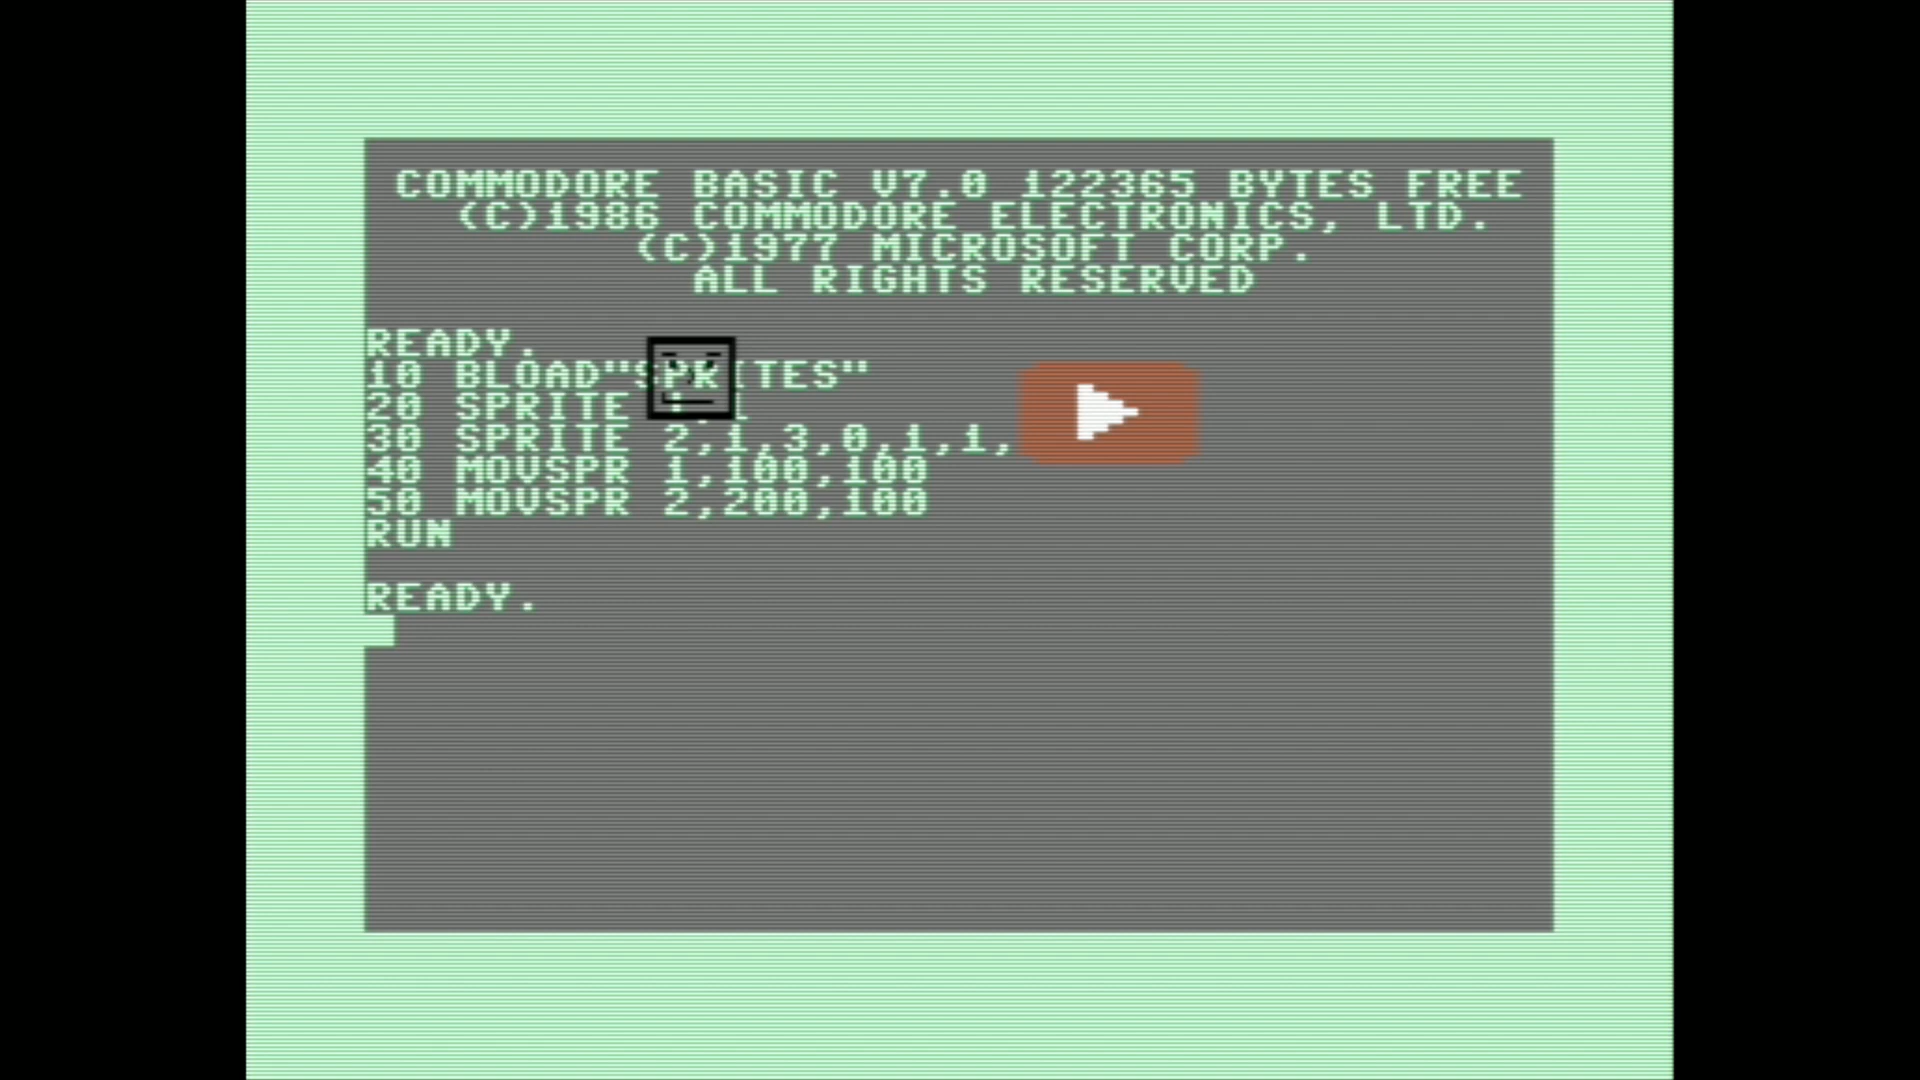 COMMODORE BASIC V7.0 122365 BYTES FREE
(C)1986 COMMODORE ELECTRONICS, LTD.
(C)1977 MICROSOFT CORP.
ALL RIGHTS RESERVED
READY.
10 BLOAD"SPRITES"
20 SPRITE 1,1
30 SPRITE 2,1,3,0,1,1,
40 MOVSPR 1,100,100
50 MOVSPR 2,200,100
RUN
READY.